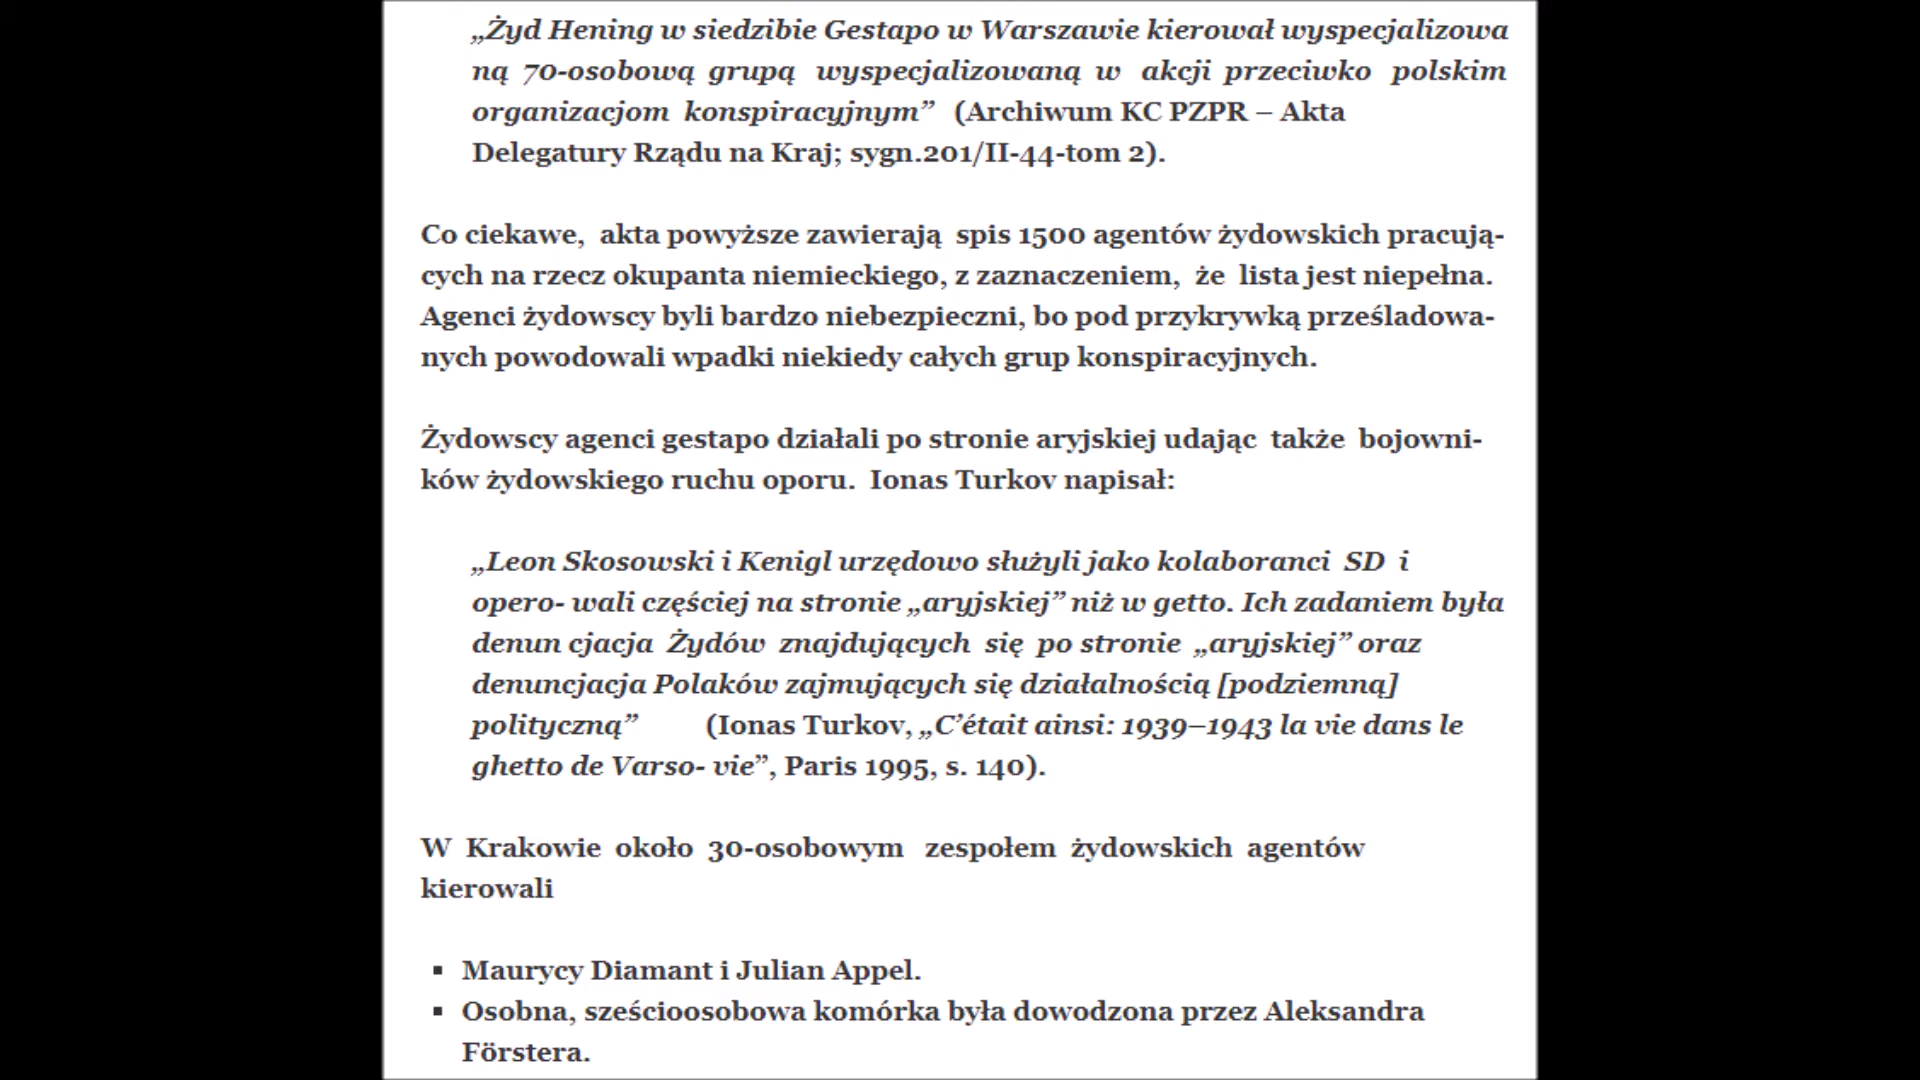 „Żyd Hening w siedzibie Gestapo w Warszawie kierował wyspecjalizowa
ną 70-osobową grupą wyspecjalizowaną w akcji przeciwko polskim
organizacjom konspiracyjnym” (Archiwum KC PZPR – Akta
Delegatury Rządu na Kraj; sygn.201/II-44-tom 2).
Co ciekawe, akta powyższe zawierają spis 1500 agentów żydowskich pracują-
cych na rzecz okupanta niemieckiego, z zaznaczeniem, że lista jest niepełna.
Agenci żydowscy byli bardzo niebezpieczni, bo pod przykrywką prześladowa-
nych powodowali wpadki niekiedy całych grup konspiracyjnych.
Żydowscy agenci gestapo działali po stronie aryjskiej udając także bojowni-
ków żydowskiego ruchu oporu. Ionas Turkov napisał:
„Leon Skosowski i Kenigl urzędowo służyli jako kolaboranci SD i
opero- wali częściej na stronie „aryjskiej” niż w getto. Ich zadaniem była
denun cjacja Żydów znajdujących się po stronie „aryjskiej” oraz
denuncjacja Polaków zajmujących się działalnością [podziemną]
polityczną” (Ionas Turkov, „C’était ainsi: 1939–1943 la vie dans le
ghetto de Varso- vie”, Paris 1995, s. 140).
W Krakowie około 30-osobowym zespołem żydowskich agentów
kierowali
▪ Maurycy Diamant i Julian Appel.
▪ Osobna, sześcioosobowa komórka była dowodzona przez Aleksandra
Förstera.